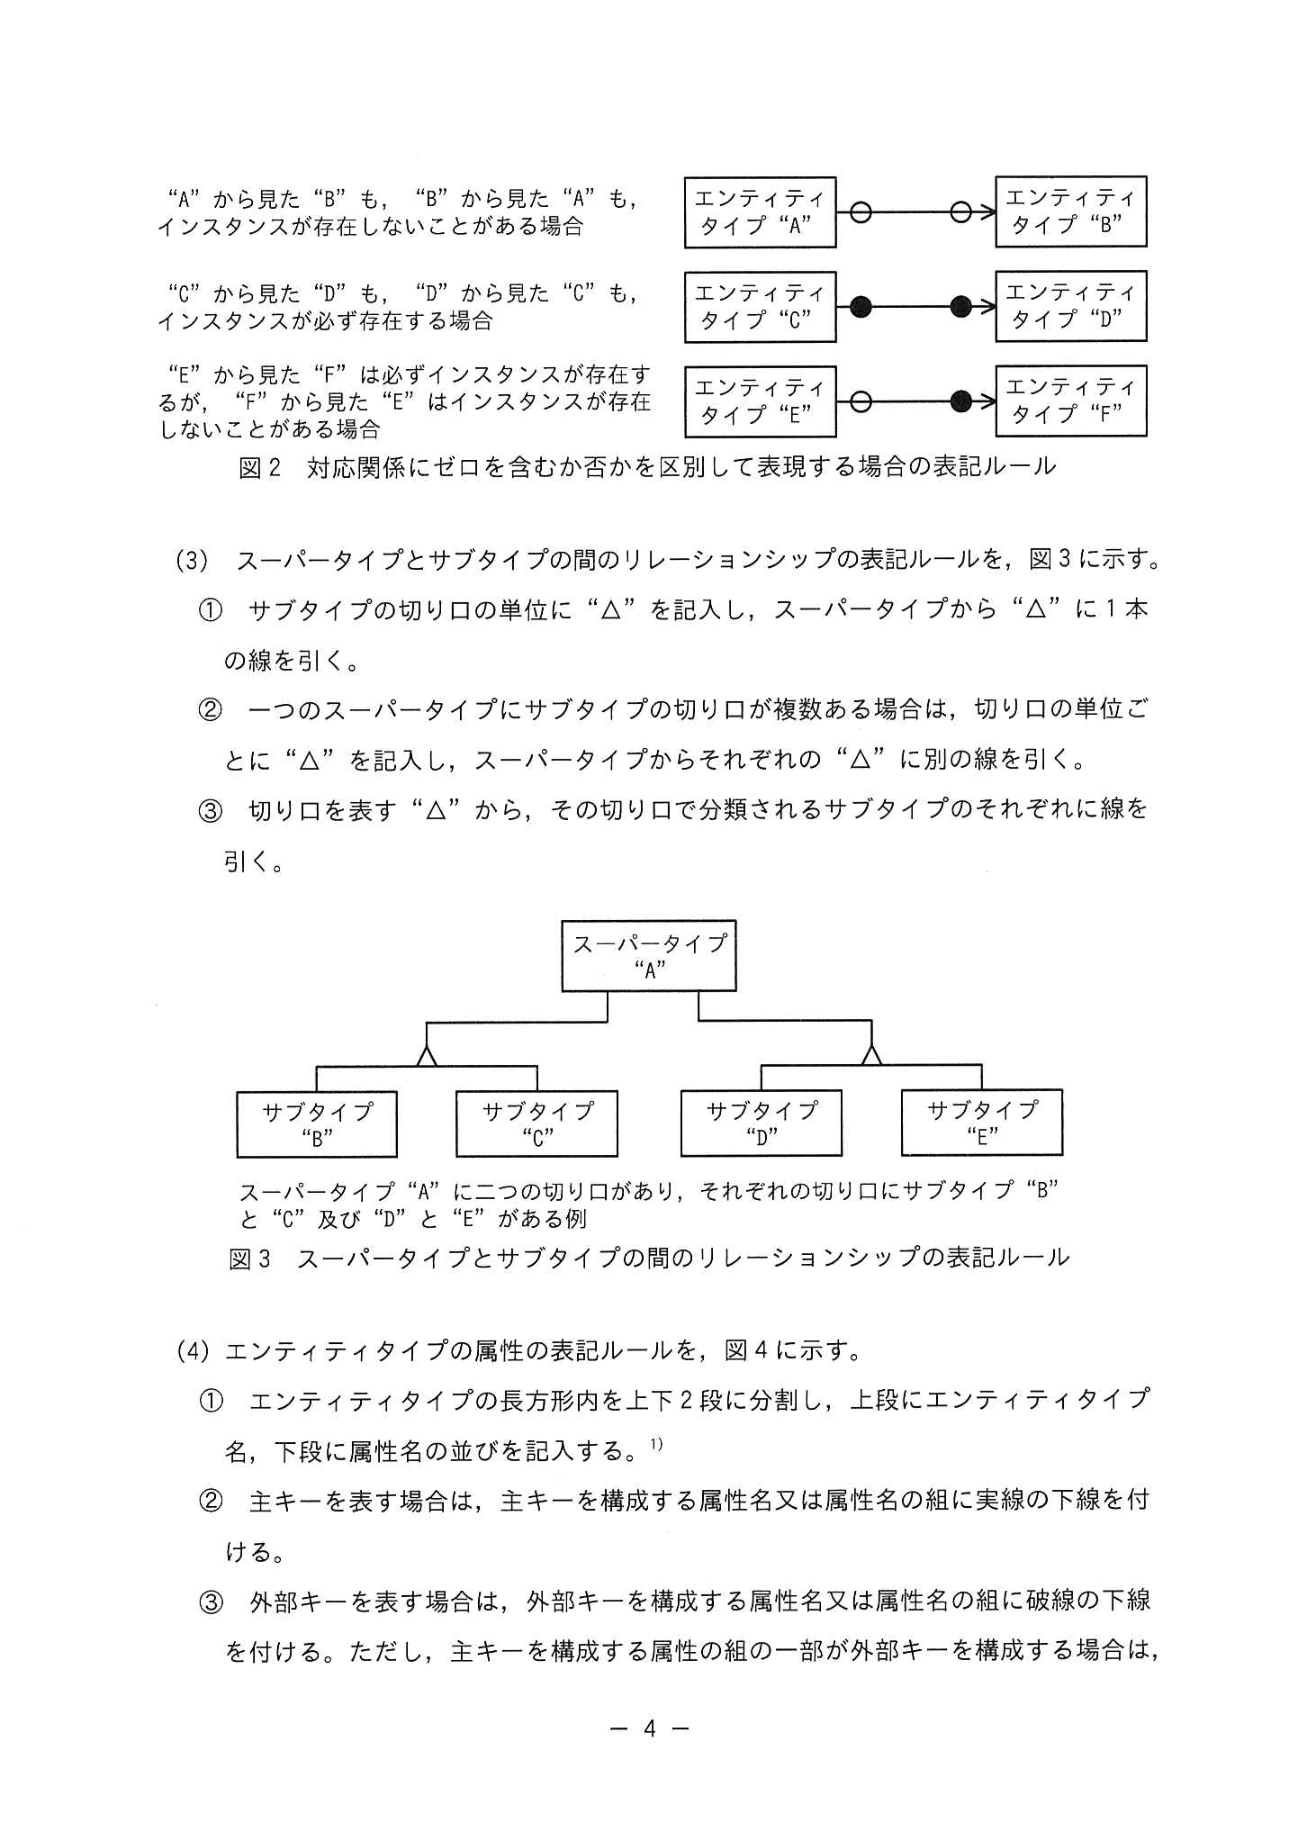 “A”から見た“B”も，“B”から見た“A”も，
インスタンスが存在しないことがある場合
エンティティ
タイプ“A”
エンティティ
タイプ“B”
“C”から見た“D”も，“D”から見た“C”も，
インスタンスが必ず存在する場合
エンティティ
タイプ“C”
エンティティ
タイプ“D”
“E”から見た“F”は必ずインスタンスが存在す
るが，“F”から見た“E”はインスタンスが存在
しないことがある場合
エンティティ
タイプ“E”
エンティティ
タイプ“F”
図2　対応関係にゼロを含むか否かを区別して表現する場合の表記ルール
(3)　スーパータイプとサブタイプの間のリレーションシップの表記ルールを，図3に示す。
①　サブタイプの切り口の単位に“△”を記入し，スーパータイプから“△”に1本
の線を引く。
②　一つのスーパータイプにサブタイプの切り口が複数ある場合は，切り口の単位ご
とに“△”を記入し，スーパータイプからそれぞれの“△”に別の線を引く。
③　切り口を表す“△”から，その切り口で分類されるサブタイプのそれぞれに線を
引く。
スーパータイプ
“A”
サブタイプ
“B”
サブタイプ
“C”
サブタイプ
“D”
サブタイプ
“E”
スーパータイプ“A”に二つの切り口があり，それぞれの切り口にサブタイプ“B”
と“C”及び“D”と“E”がある例
図3　スーパータイプとサブタイプの間のリレーションシップの表記ルール
(4) エンティティタイプの属性の表記ルールを，図4に示す。
①　エンティティタイプの長方形内を上下2段に分割し，上段にエンティティタイプ
名，下段に属性名の並びを記入する。1)
②　主キーを表す場合は，主キーを構成する属性名又は属性名の組に実線の下線を付
ける。
③　外部キーを表す場合は，外部キーを構成する属性名又は属性名の組に破線の下線
を付ける。ただし，主キーを構成する属性の組の一部が外部キーを構成する場合は，
－ 4 －